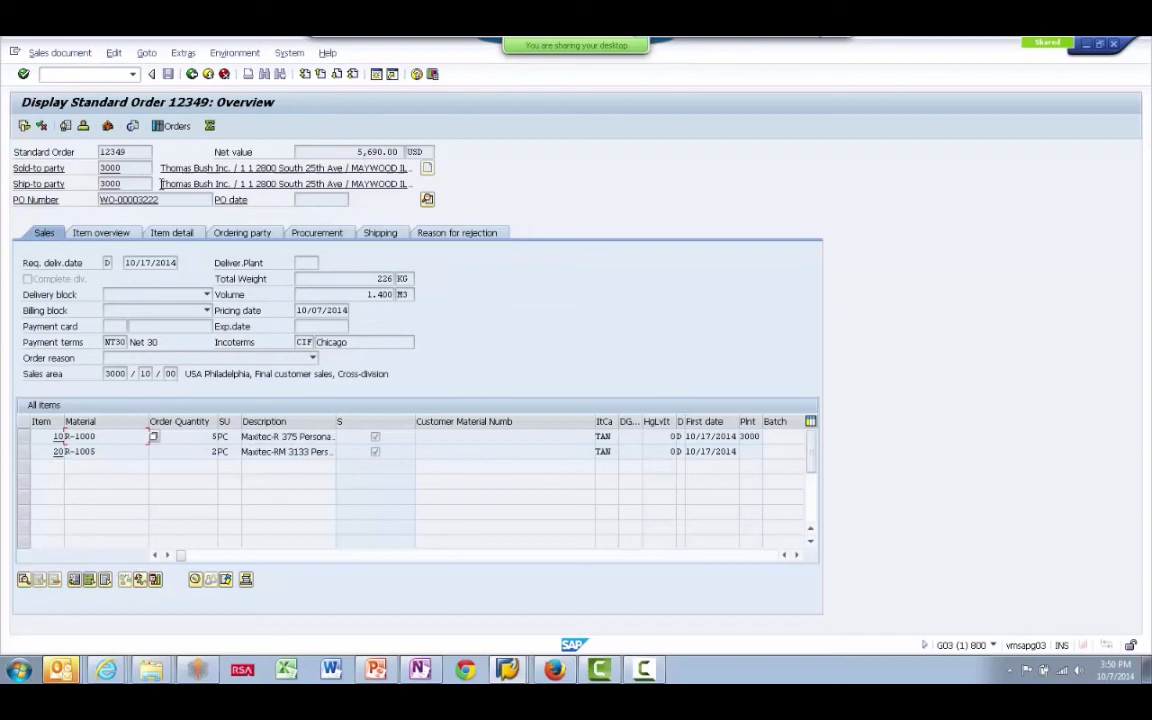 You are sharing your desktop
Shared
Sales document Edit Goto Extras Environment System Help
Display Standard Order 12349: Overview
Orders
Standard Order 12349 Net value 5,690.00 USD
Sold-to party 3000 Thomas Bush Inc. / 1 1 2800 South 25th Ave / MAYWOOD IL...
Ship-to party 3000 Thomas Bush Inc. / 1 1 2800 South 25th Ave / MAYWOOD IL...
PO Number WO-00003222 PO date
Sales Item overview Item detail Ordering party Procurement Shipping Reason for rejection
Req. deliv.date D 10/17/2014 Deliver.Plant
Complete dlv. Total Weight 226 KG
Delivery block Volume 1.400 M3
Billing block Pricing date 10/07/2014
Payment card Exp.date
Payment terms NT30 Net 30 Incoterms CIF Chicago
Order reason
Sales area 3000 / 10 / 00 USA Philadelphia, Final customer sales, Cross-division
All items
Item Material Order Quantity SU Description S Customer Material Numb ItCa DG... HgLvIt D First date Plnt Batch
10 R-1000 5 PC Maxitec-R 375 Persona... TAN 0 D 10/17/2014 3000
20 R-1005 2 PC Maxitec-RM 3133 Pers... TAN 0 D 10/17/2014
SAP
G03 (1) 800 vmsapg03 INS
RSA
3:50 PM
10/7/2014